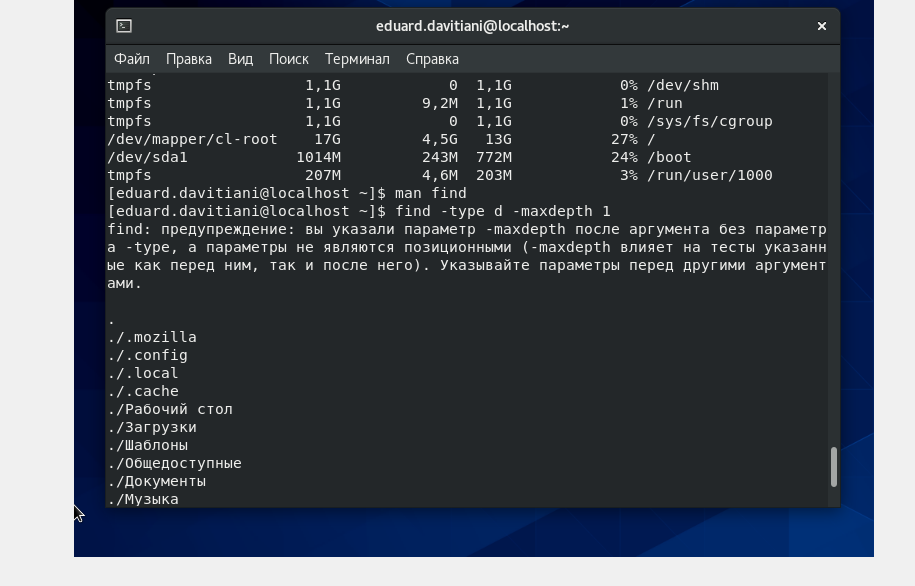 eduard.davitiani@localhost:~
Файл Правка Вид Поиск Терминал Справка
tmpfs 1,1G 0 1,1G 0% /dev/shm
tmpfs 1,1G 9,2M 1,1G 1% /run
tmpfs 1,1G 0 1,1G 0% /sys/fs/cgroup
/dev/mapper/cl-root 17G 4,5G 13G 27% /
/dev/sda1 1014M 243M 772M 24% /boot
tmpfs 207M 4,6M 203M 3% /run/user/1000
[eduard.davitiani@localhost ~]$ man find
[eduard.davitiani@localhost ~]$ find -type d -maxdepth 1
find: предупреждение: вы указали параметр -maxdepth после аргумента без параметр
а -type, а параметры не являются позиционными (-maxdepth влияет на тесты указанн
ые как перед ним, так и после него). Указывайте параметры перед другими аргумент
ами.
.
./.mozilla
./.config
./.local
./.cache
./Рабочий стол
./Загрузки
./Шаблоны
./Общедоступные
./Документы
./Музыка